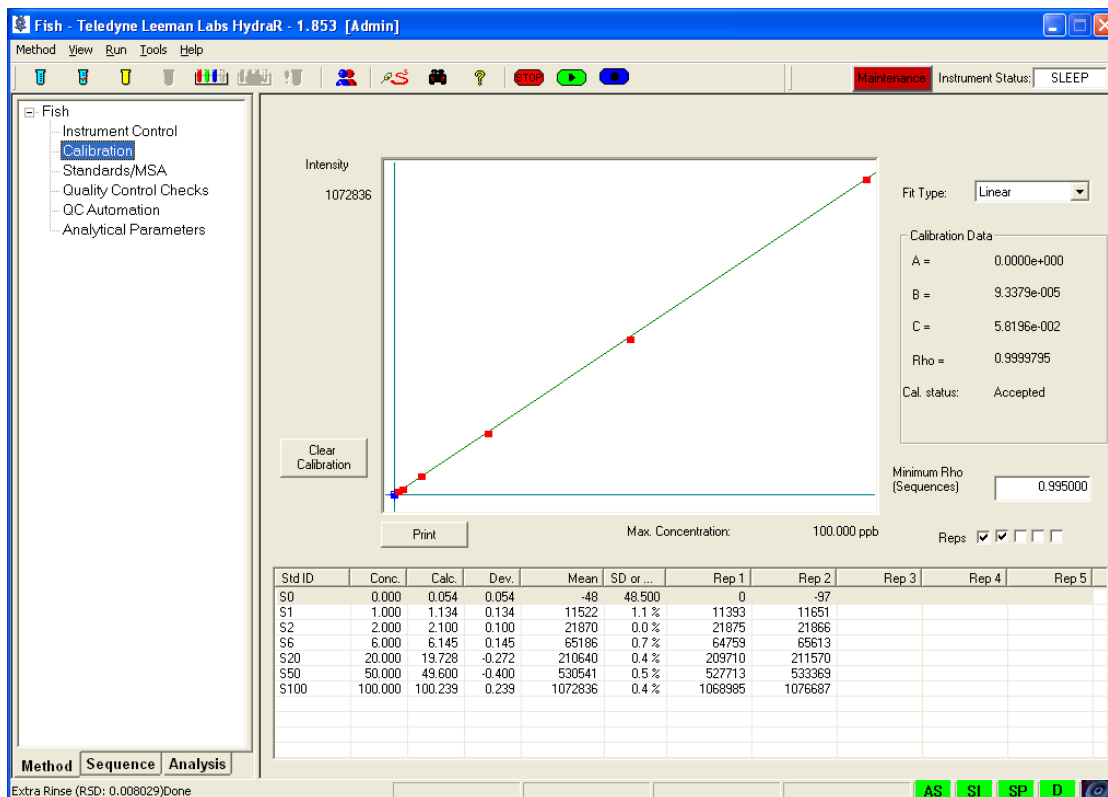 Fish - Teledyne Leeman Labs HydraR - 1.853 [Admin]
Method View Run Tools Help
STOP
Maintenance Instrument Status: SLEEP
Fish
Instrument Control
Calibration
Standards/MSA
Quality Control Checks
QC Automation
Analytical Parameters
Intensity
1072836
Fit Type: Linear
Calibration Data
A = 0.0000e+000
B = 9.3379e-005
C = 5.8196e-002
Rho = 0.9999795
Cal. status: Accepted
Clear
Calibration
Minimum Rho
(Sequences) 0.995000
Print Max. Concentration: 100.000 ppb
Reps
Std ID Conc. Calc. Dev. Mean SD or ... Rep 1 Rep 2 Rep 3 Rep 4 Rep 5
S0 0.000 0.054 0.054 -48 48.500 0 -97
S1 1.000 1.134 0.134 11522 1.1 % 11393 11651
S2 2.000 2.100 0.100 21870 0.0 % 21875 21866
S6 6.000 6.145 0.145 65186 0.7 % 64759 65613
S20 20.000 19.728 -0.272 210640 0.4 % 209710 211570
S50 50.000 49.600 -0.400 530541 0.5 % 527713 533369
S100 100.000 100.239 0.239 1072836 0.4 % 1068985 1076687
Method Sequence Analysis
Extra Rinse (RSD: 0.008029)Done AS SI SP D